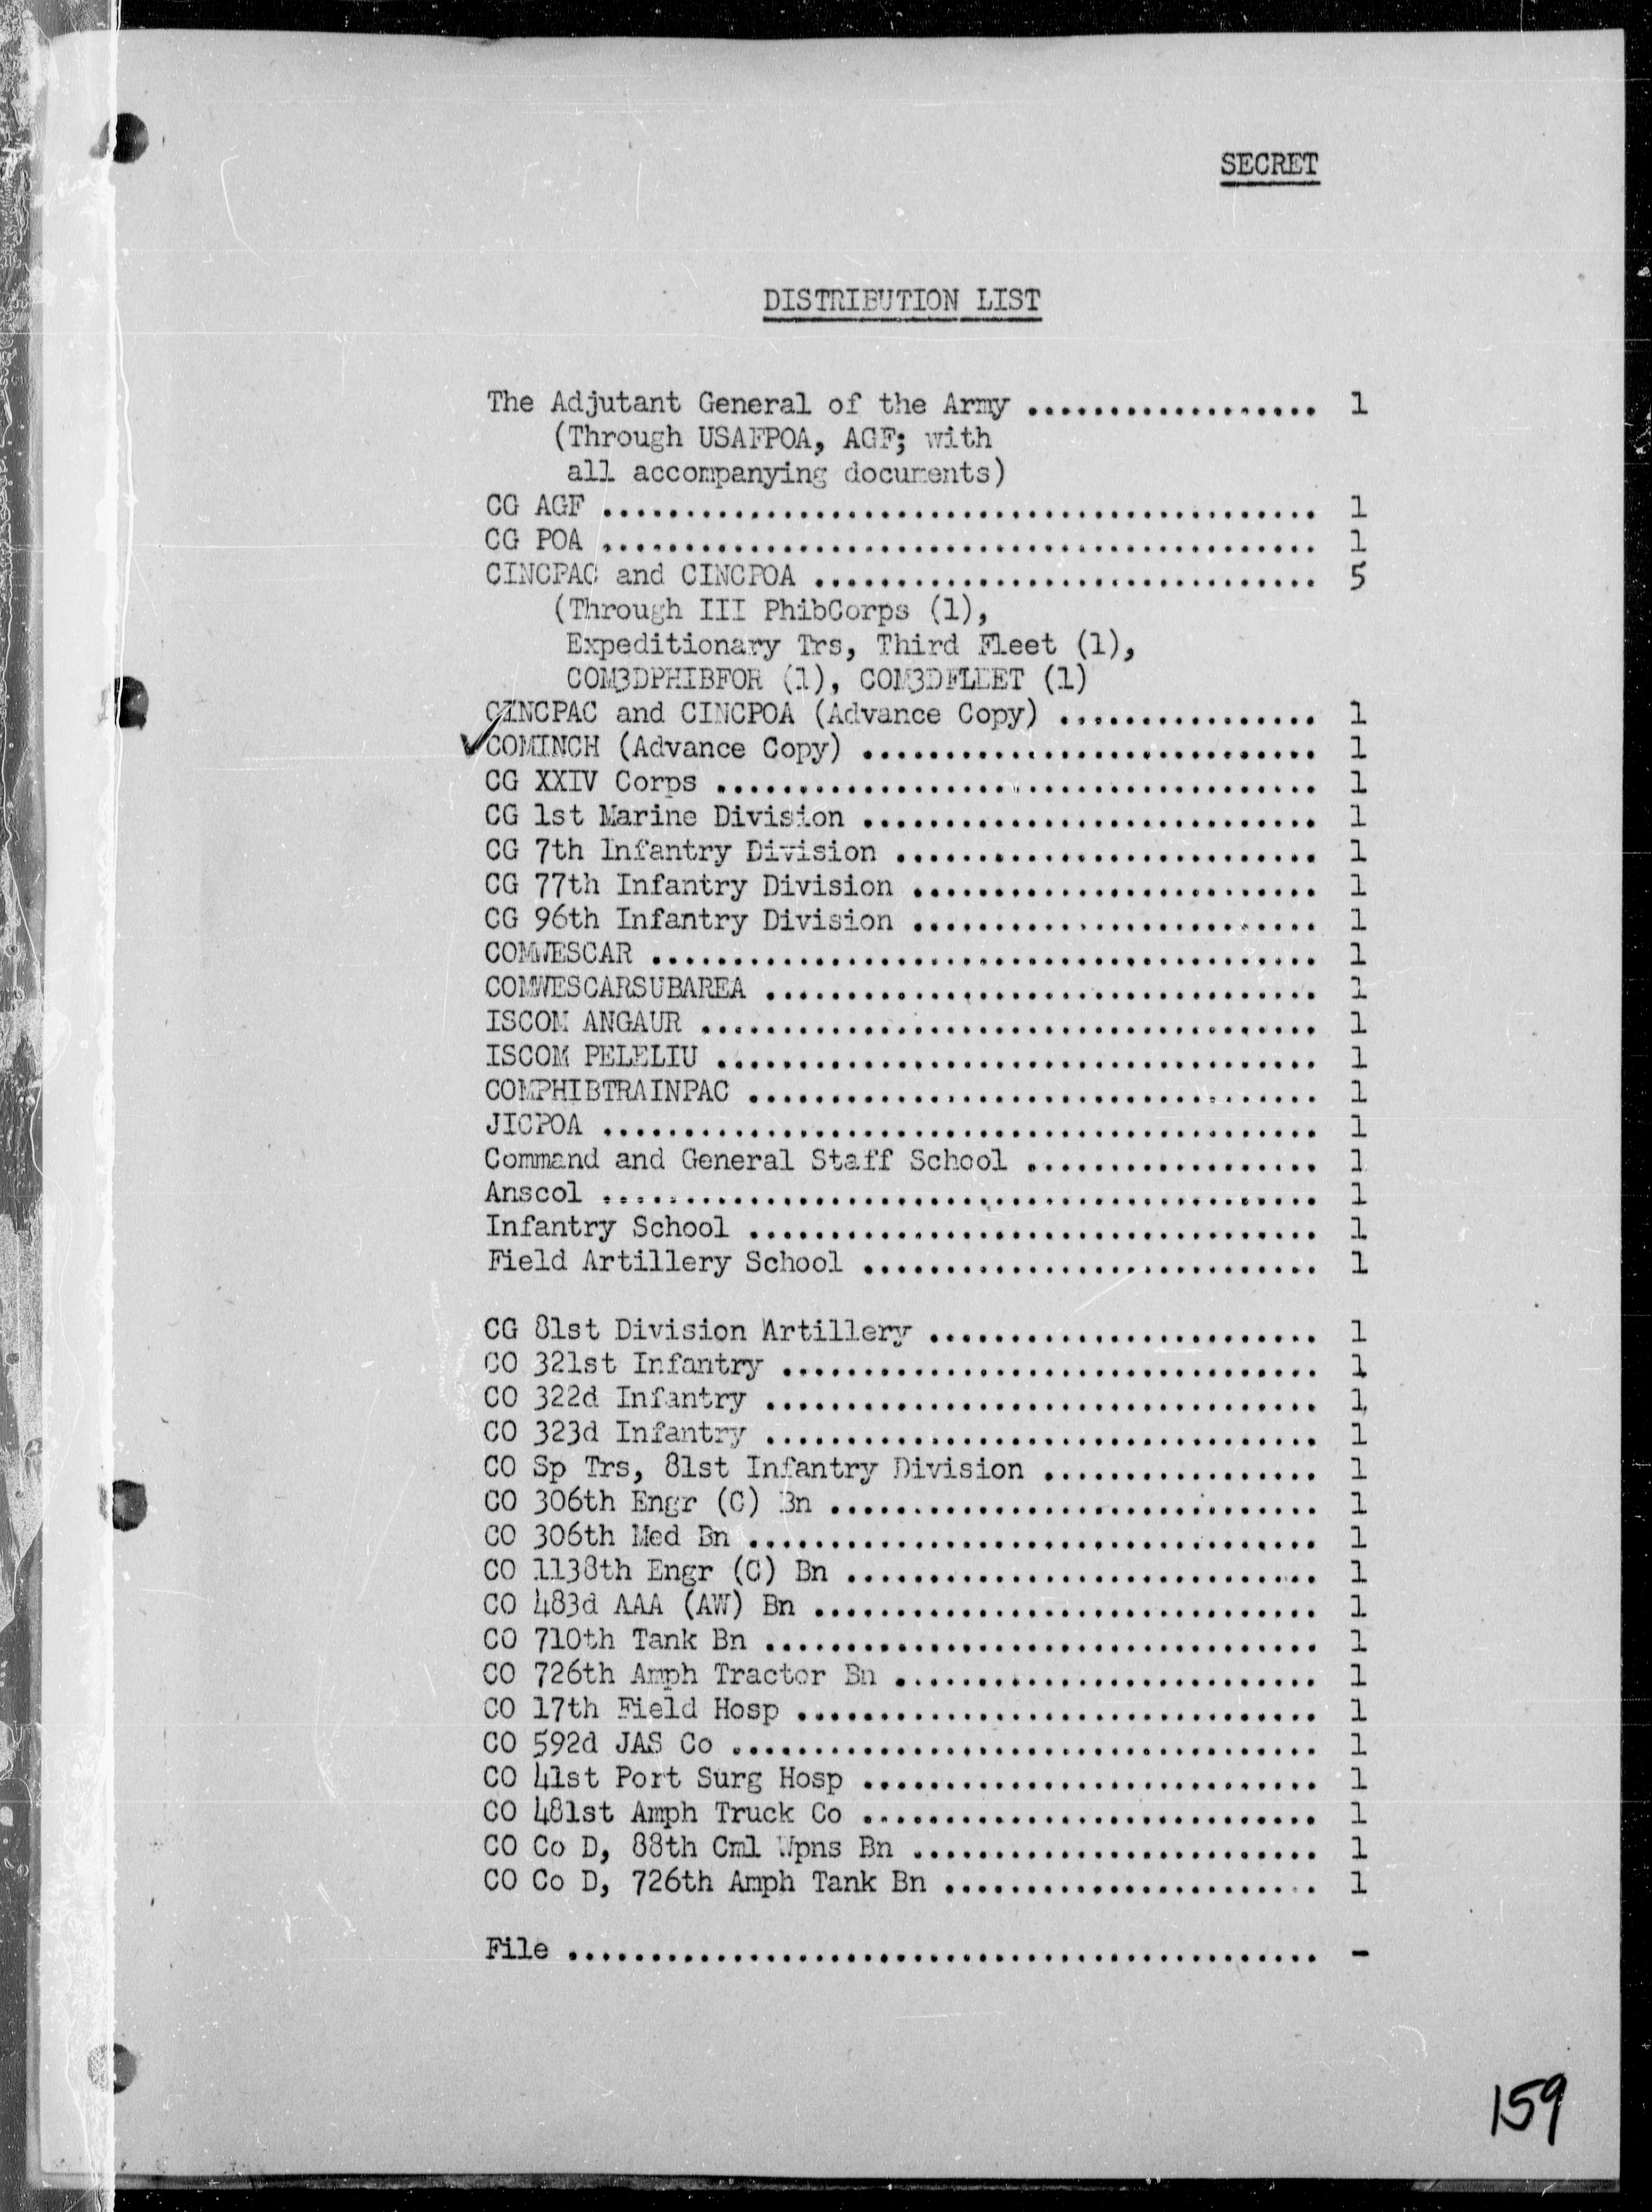 SECRET
DISTRIBUTION LIST
The Adjutant General of the Army .................. 1
(Through USAFPOA, AGF; with
all accompanying documents)
CG AGF ............................................ 1
CG POA ............................................ 1
CINCPAC and CINCPOA ............................... 5
(Through III PhibCorps (1),
Expeditionary Trs, Third Fleet (1),
COM3DPHIBFOR (1), COM3DFLEET (1)
CINCPAC and CINCPOA (Advance Copy) ................ 1
✓COMINCH (Advance Copy) ............................ 1
CG XXIV Corps ..................................... 1
CG 1st Marine Division ............................ 1
CG 7th Infantry Division .......................... 1
CG 77th Infantry Division ......................... 1
CG 96th Infantry Division ......................... 1
COMWESCAR ......................................... 1
COMWESCARSUBAREA .................................. 1
ISCOM ANGAUR ...................................... 1
ISCOM PELELIU ..................................... 1
COMPHIBTRAINPAC ................................... 1
JICPOA ............................................ 1
Command and General Staff School .................. 1
Anscol ............................................ 1
Infantry School ................................... 1
Field Artillery School ............................ 1
CG 81st Division Artillery ........................ 1
CO 321st Infantry ................................. 1
CO 322d Infantry .................................. 1
CO 323d Infantry .................................. 1
CO Sp Trs, 81st Infantry Division ................. 1
CO 306th Engr (C) Bn .............................. 1
CO 306th Med Bn ................................... 1
CO 1138th Engr (C) Bn ............................. 1
CO 483d AAA (AW) Bn ............................... 1
CO 710th Tank Bn .................................. 1
CO 726th Amph Tractor Bn .......................... 1
CO 17th Field Hosp ................................ 1
CO 592d JAS Co .................................... 1
CO 41st Port Surg Hosp ............................ 1
CO 481st Amph Truck Co ............................ 1
CO Co D, 88th Cml Wpns Bn ......................... 1
CO Co D, 726th Amph Tank Bn ....................... 1
File .............................................. -
159